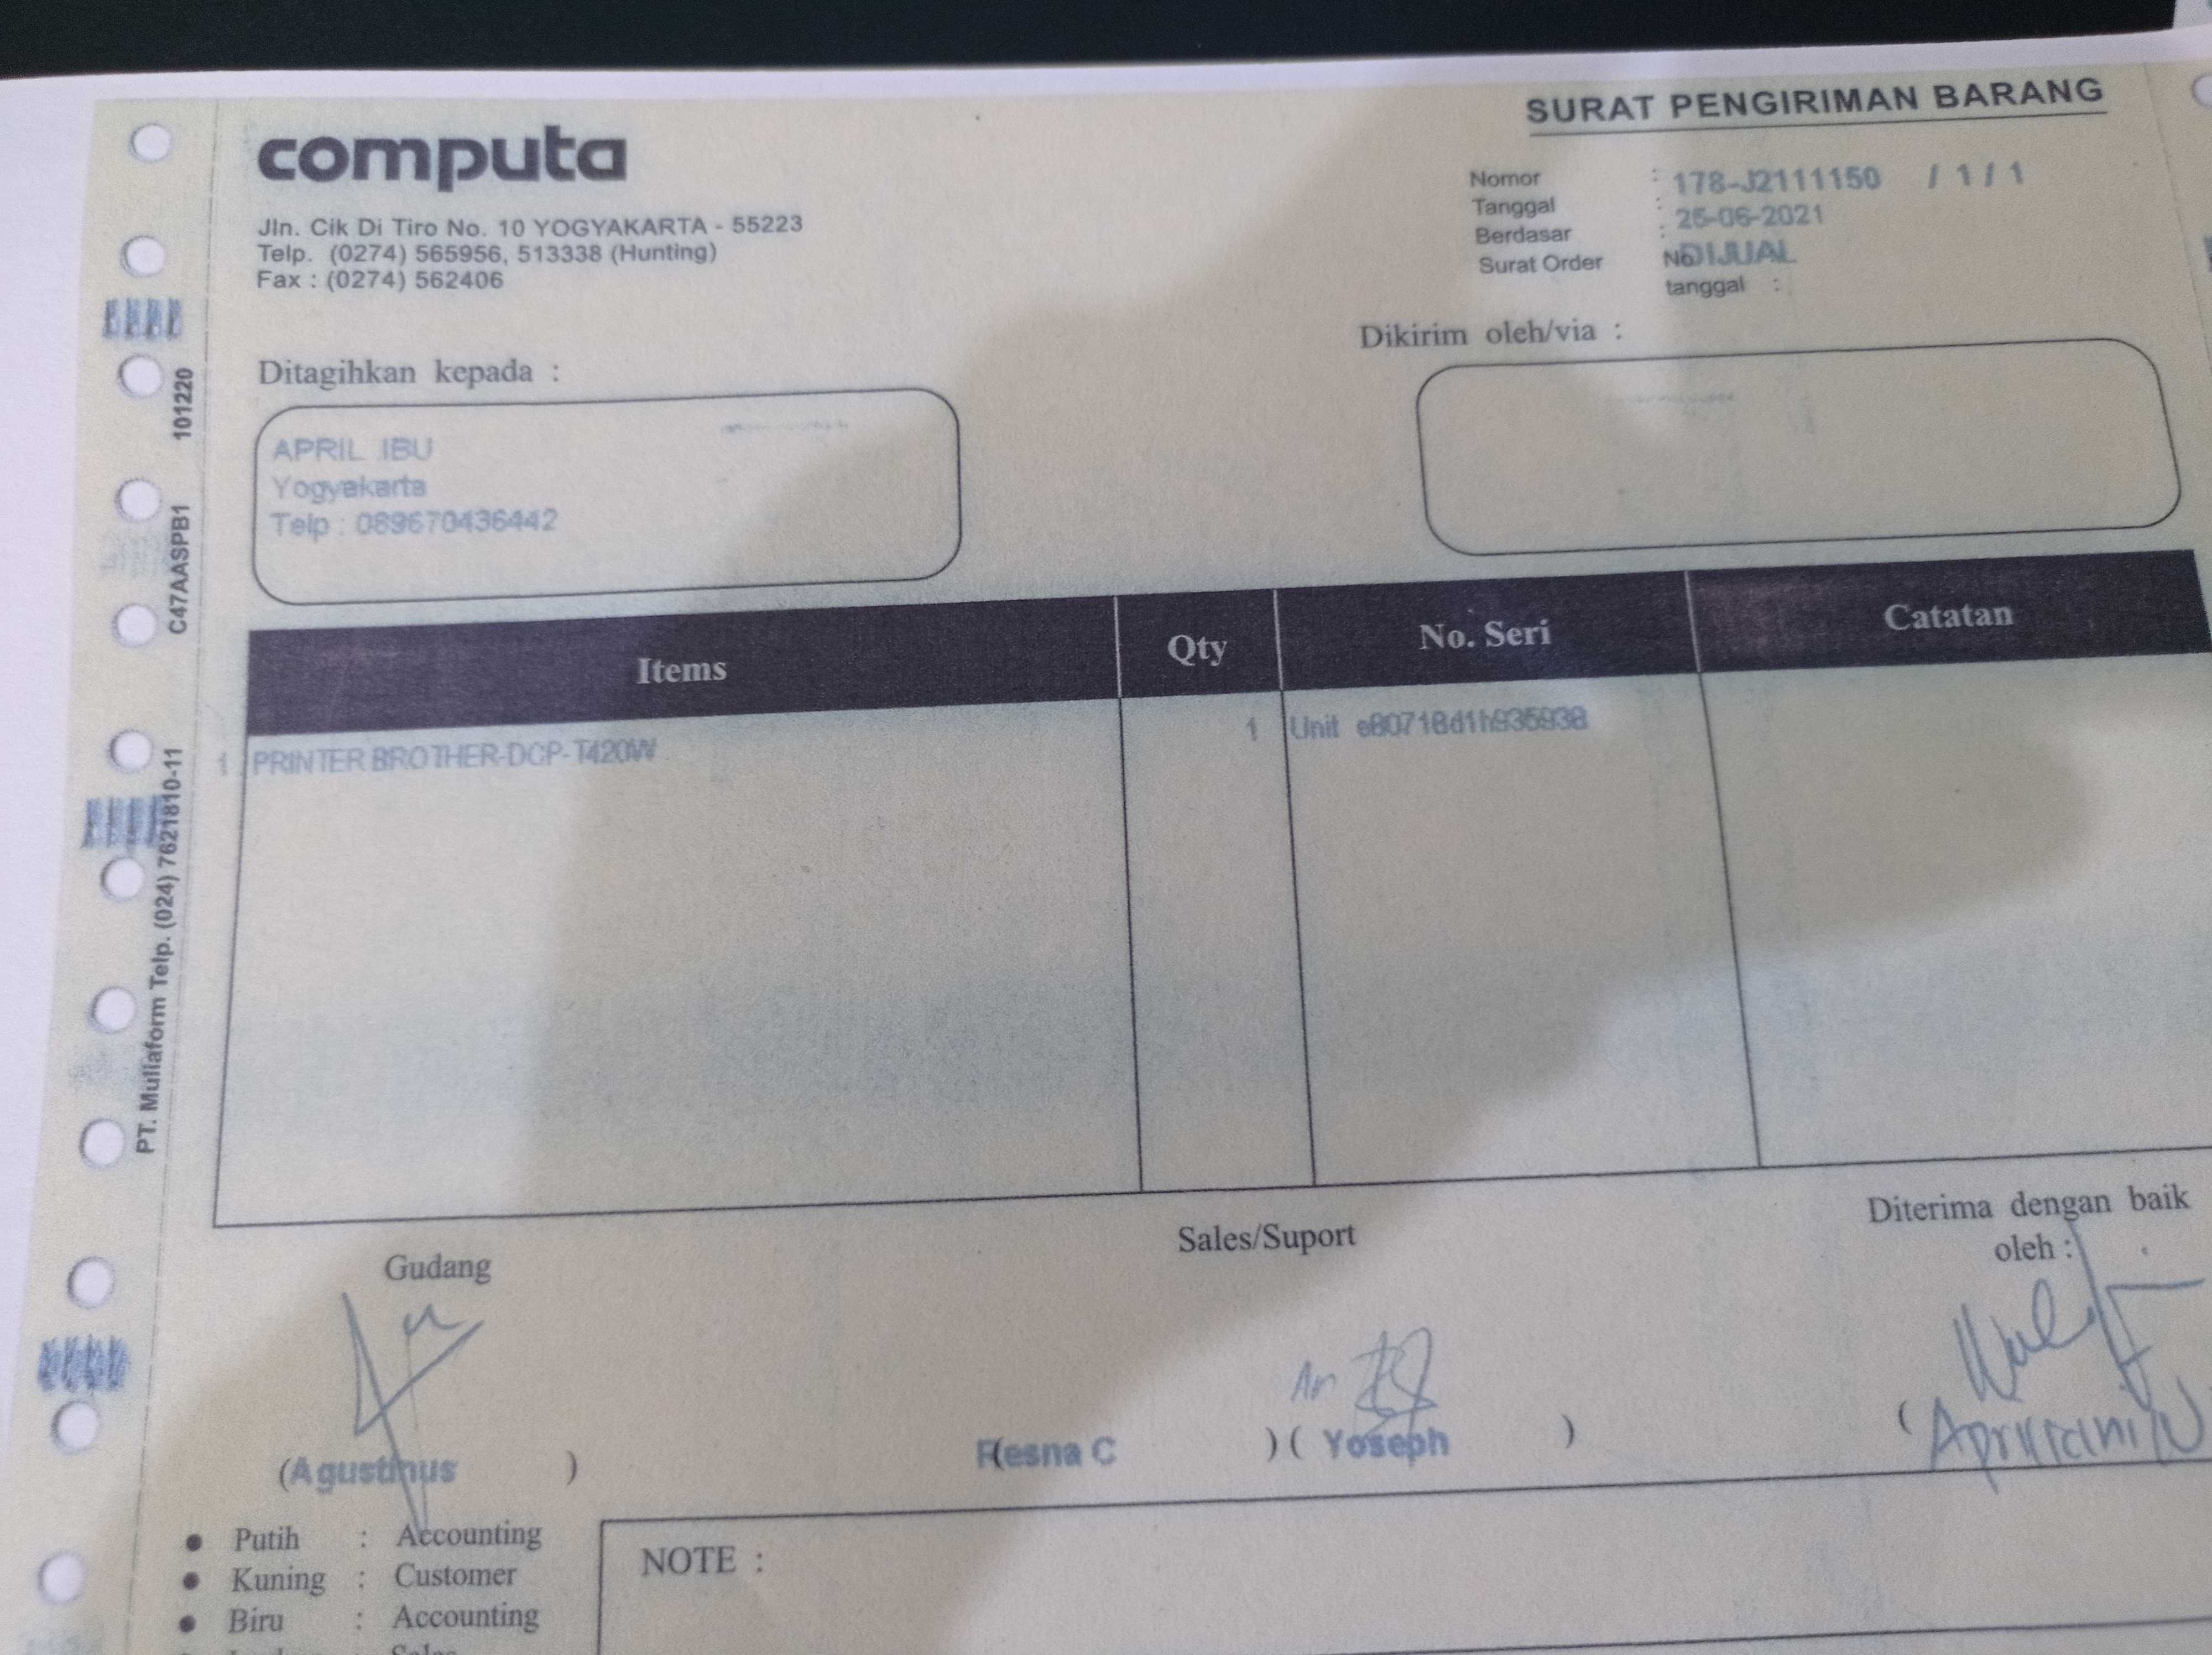 SURAT PENGIRIMAN BARANG
computa
Jln. Cik Di Tiro No. 10 YOGYAKARTA - 55223
Telp. (0274) 565956, 513338 (Hunting)
Fax : (0274) 562406
Nomor : 178-J2111150 / 1 / 1
Tanggal : 25-06-2021
Berdasar : DIJUAL
Surat Order No
tanggal :
Ditagihkan kepada :
APRIL IBU
Yogyakarta
Telp : 089670436442
Dikirim oleh/via :
Items Qty No. Seri Catatan
1 PRINTER BROTHER-DCP-T420W 1 Unit e80718d1h935938
Gudang
Sales/Suport
Diterima dengan baik
oleh :
(Agustinus )
(Resna C )( Yoseph )
(
Putih : Accounting
Kuning : Customer
Biru : Accounting
Sales
NOTE :
101220
C47AASPB1
PT. Muliaform Telp. (024) 7621810-11